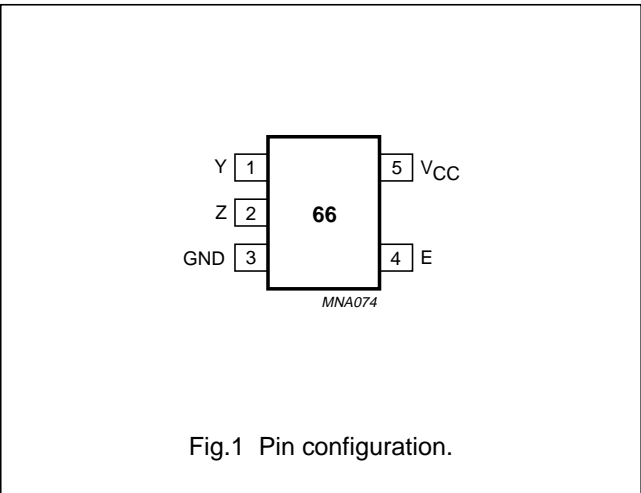 Y 1 5 VCC
Z 2 66
GND 3 4 E
MNA074
Fig.1 Pin configuration.